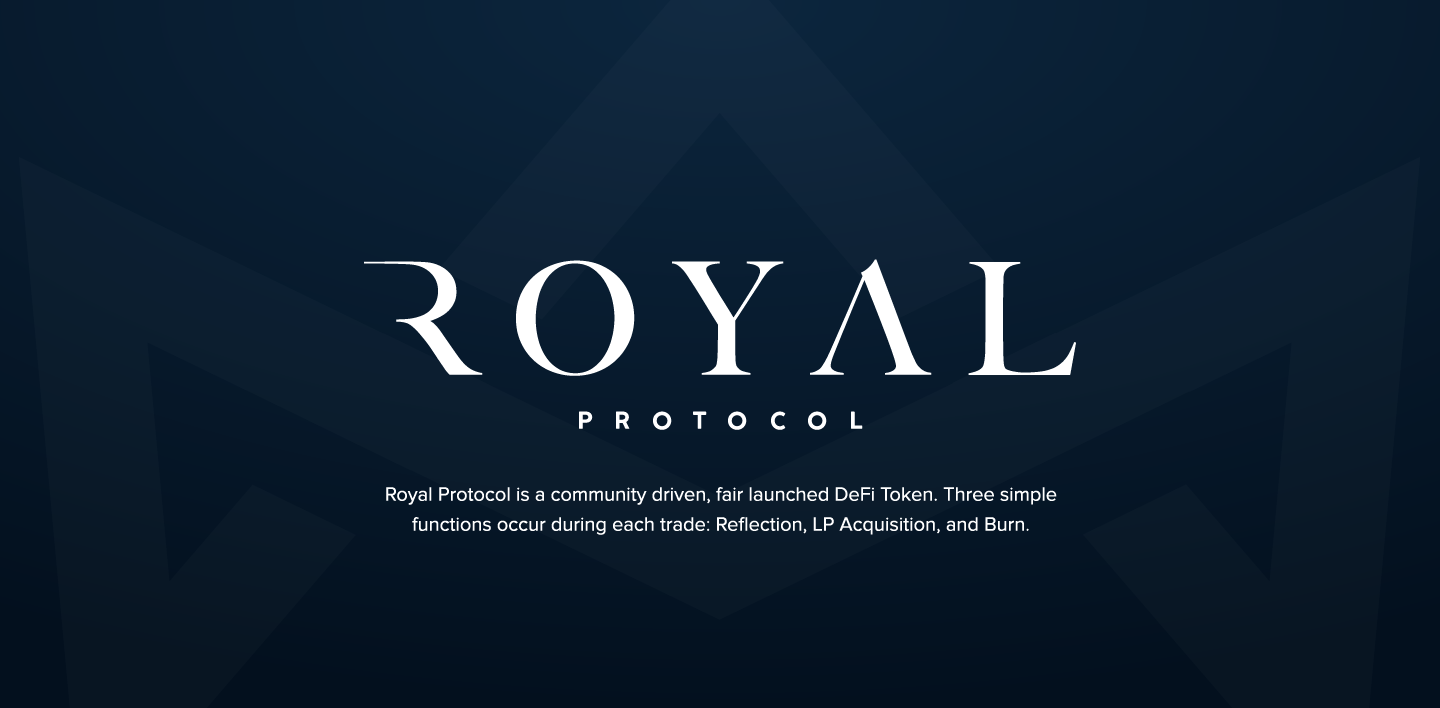 ROYAL
PROTOCOL
Royal Protocol is a community driven, fair launched DeFi Token. Three simple
functions occur during each trade: Reflection, LP Acquisition, and Burn.